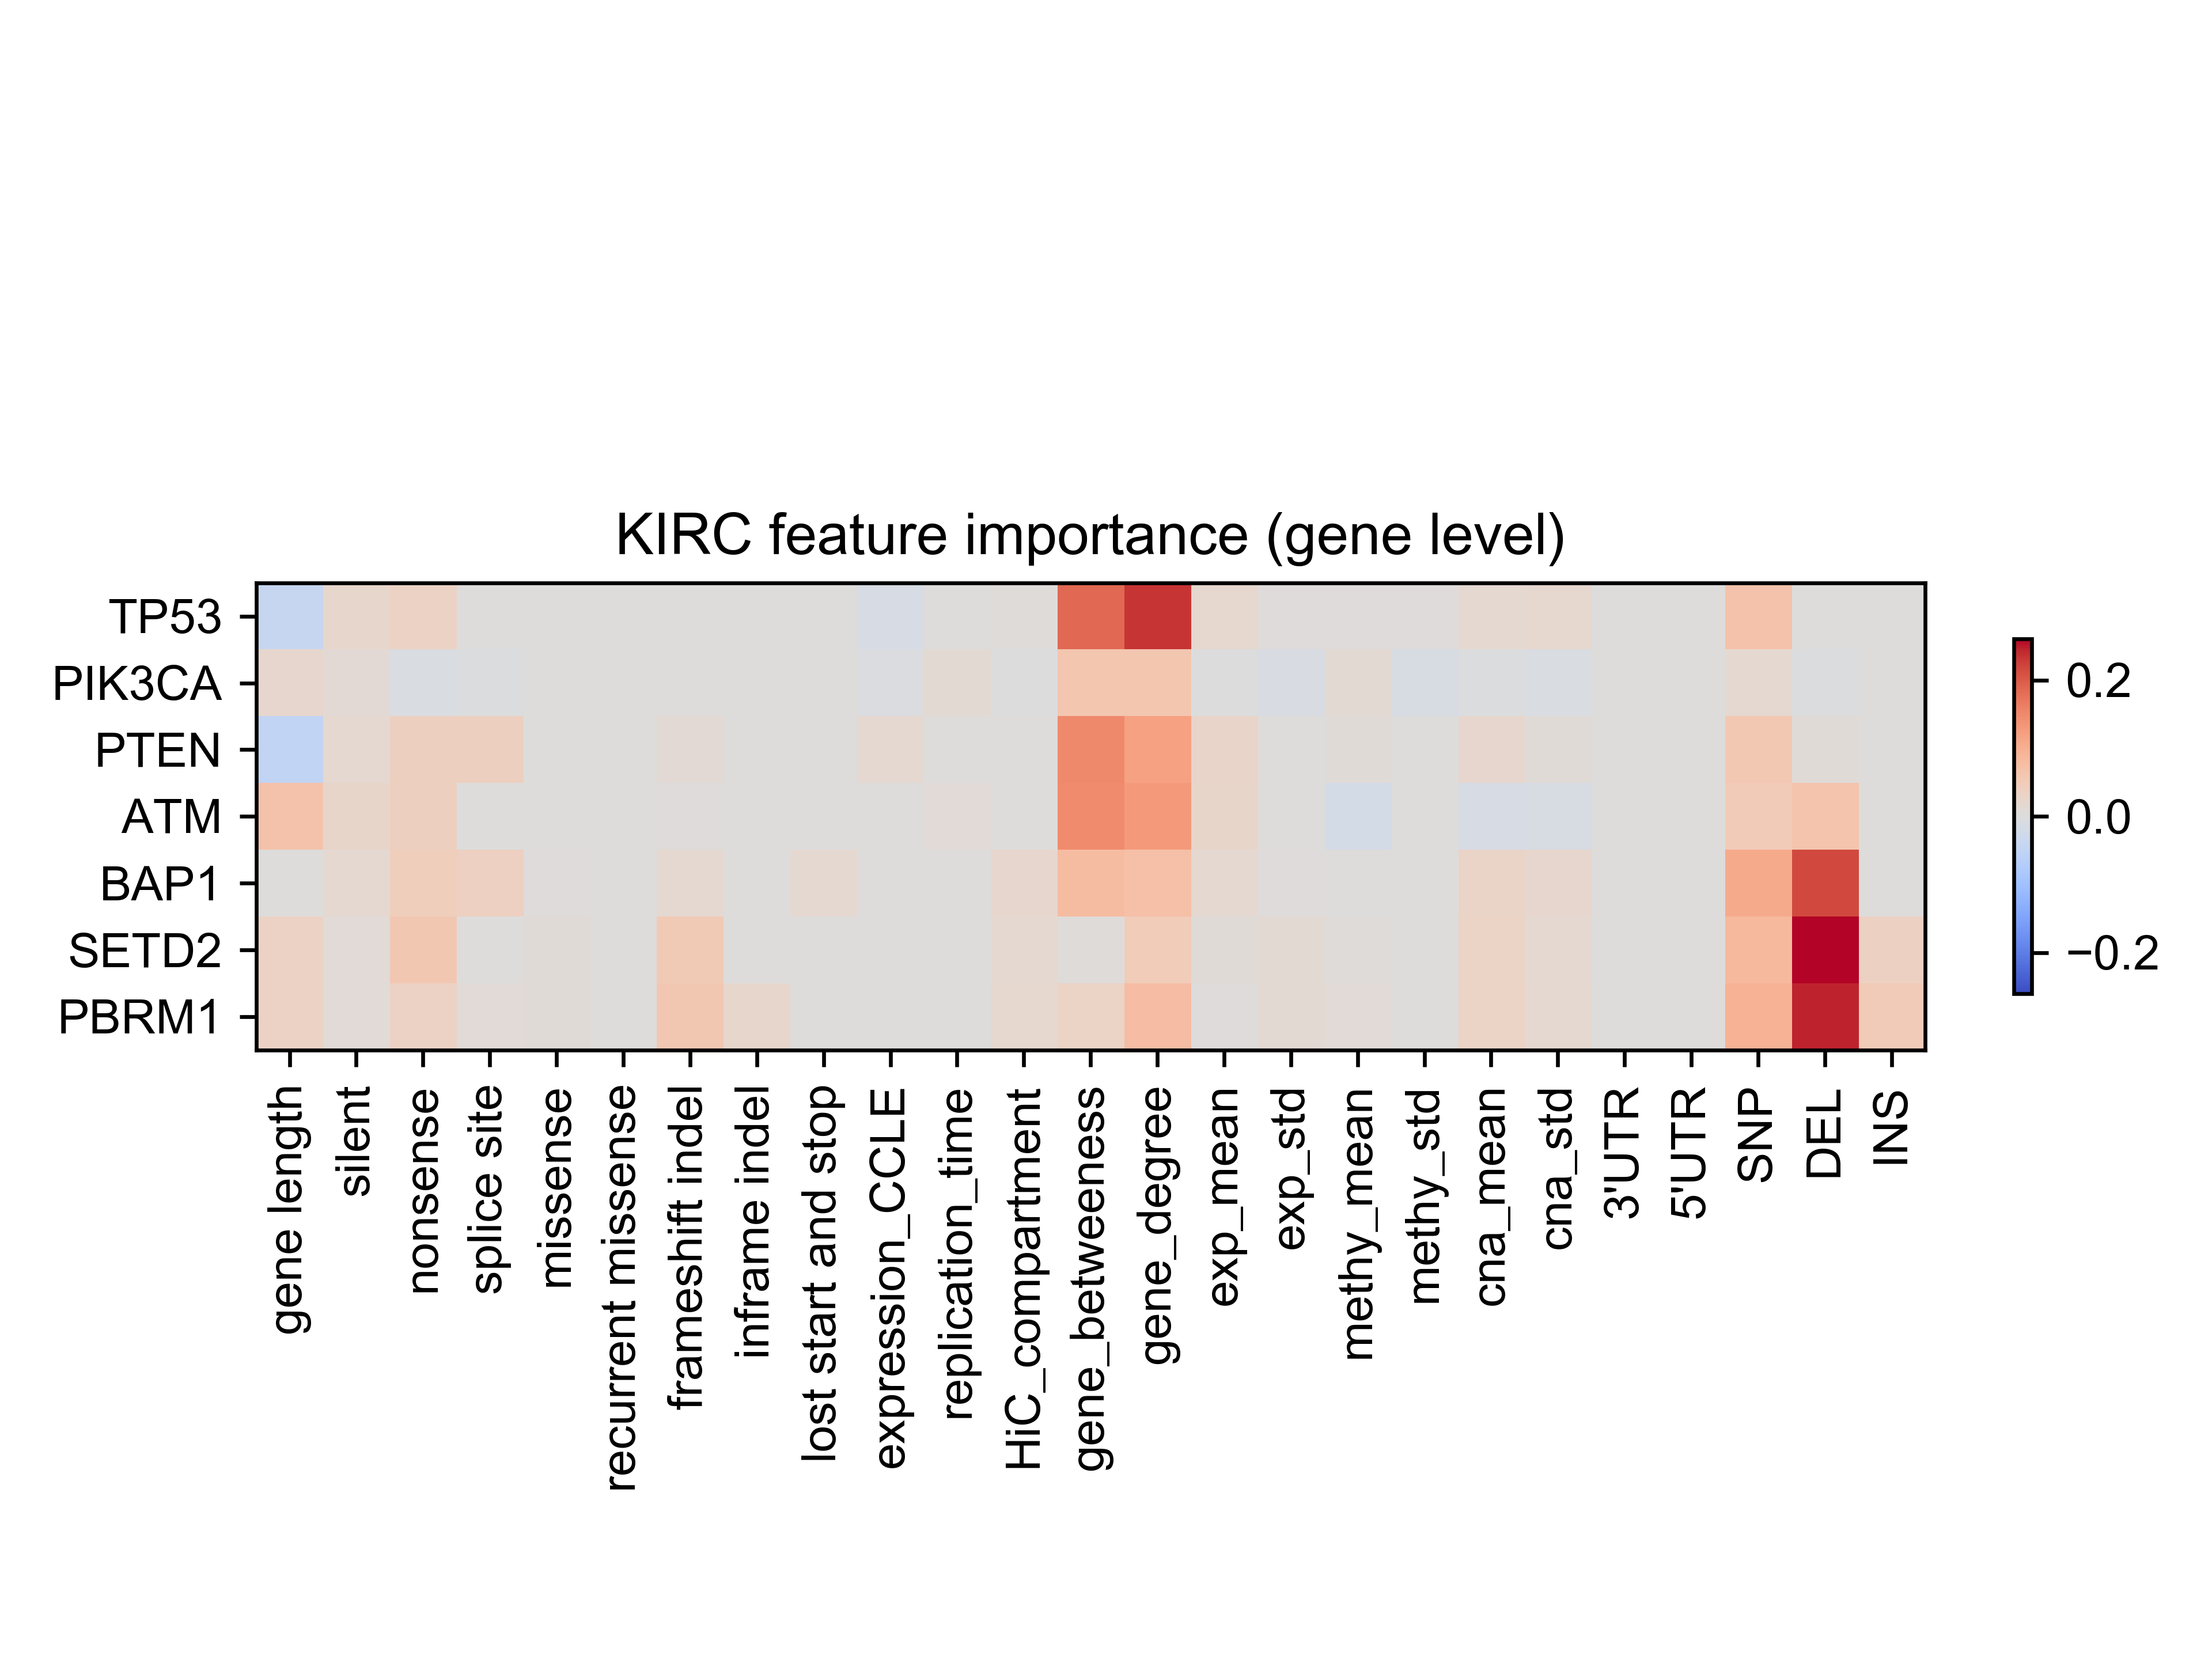 KIRC feature importance (gene level)
TP53
PIK3CA
PTEN
ATM
BAP1
SETD2
PBRM1
gene length
silent
nonsense
splice site
missense
recurrent missense
frameshift indel
inframe indel
lost start and stop
expression_CCLE
replication_time
HiC_compartment
gene_betweeness
gene_degree
exp_mean
exp_std
methy_mean
methy_std
cna_mean
cna_std
3'UTR
5'UTR
SNP
DEL
INS
0.2
0.0
−0.2